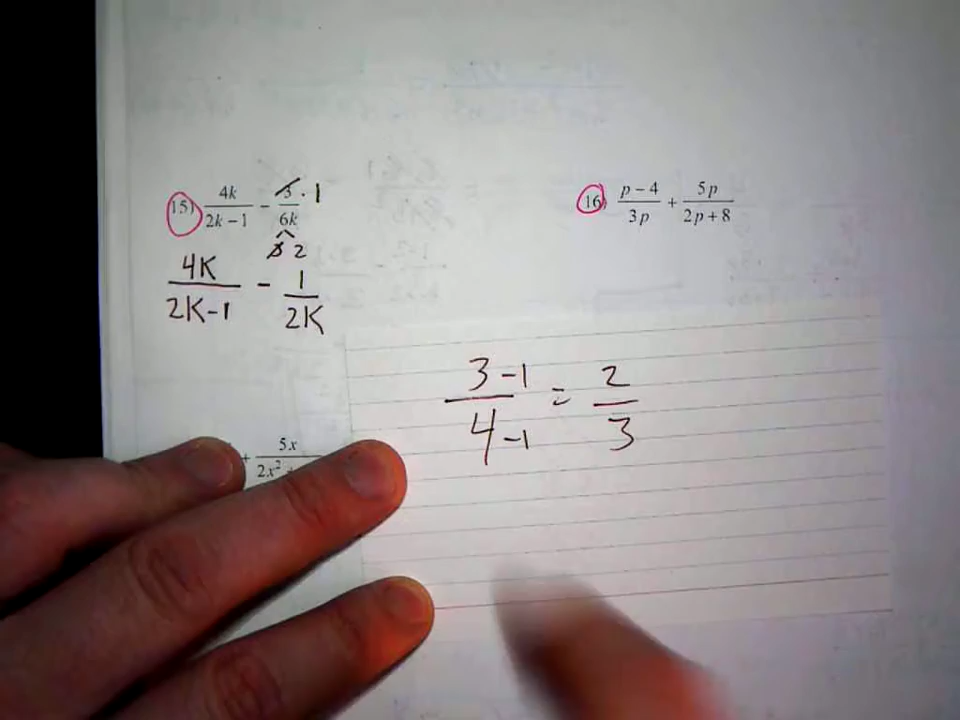 15) 4k/(2k − 1) − 3/6k · 1
3 2
4K/(2K-1) - 1/2K
16) (p − 4)/3p + 5p/(2p + 8)
(3-1)/(4-1) = 2/3
+ 5x/2x²